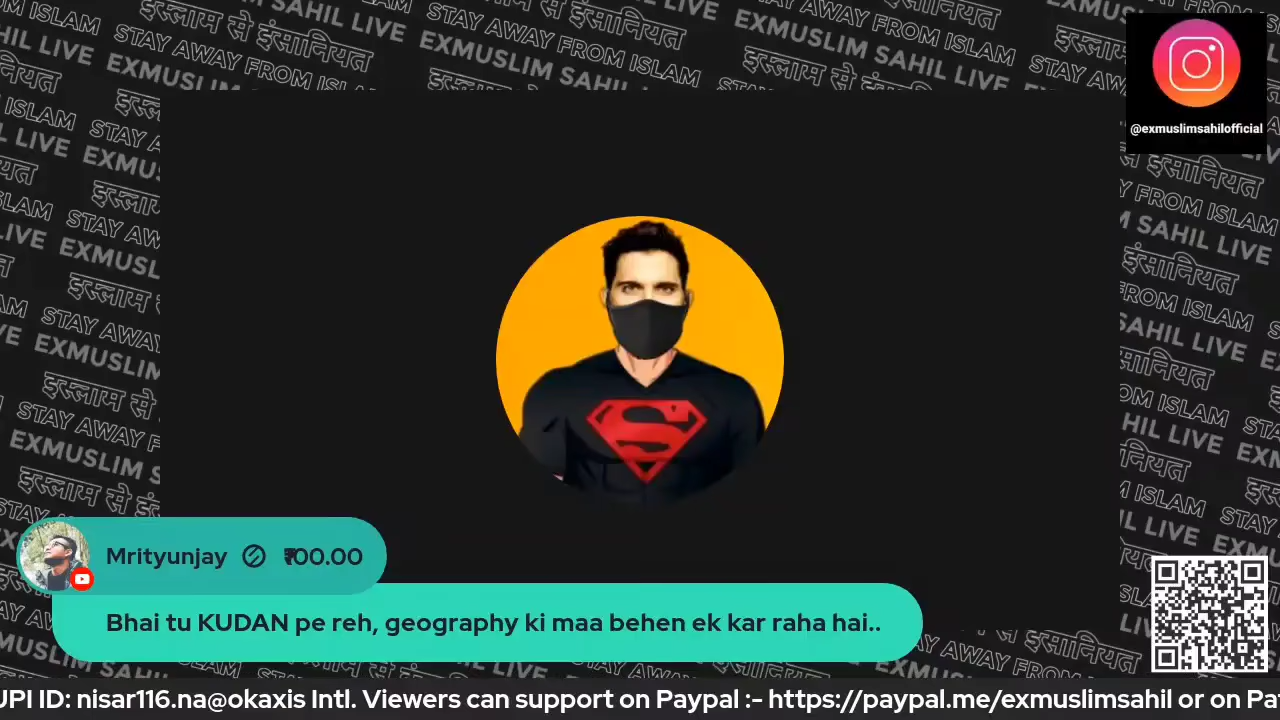 @exmuslimsahilofficial
इस्लाम से इंसानियत
STAY AWAY FROM ISLAM
EXMUSLIM SAHIL LIVE
Mrityunjay
Bhai tu KUDAN pe reh, geography ki maa behen ek kar raha hai..
UPI ID: nisar116.na@okaxis Intl. Viewers can support on Paypal :- https://paypal.me/exmuslimsahil or on Pa